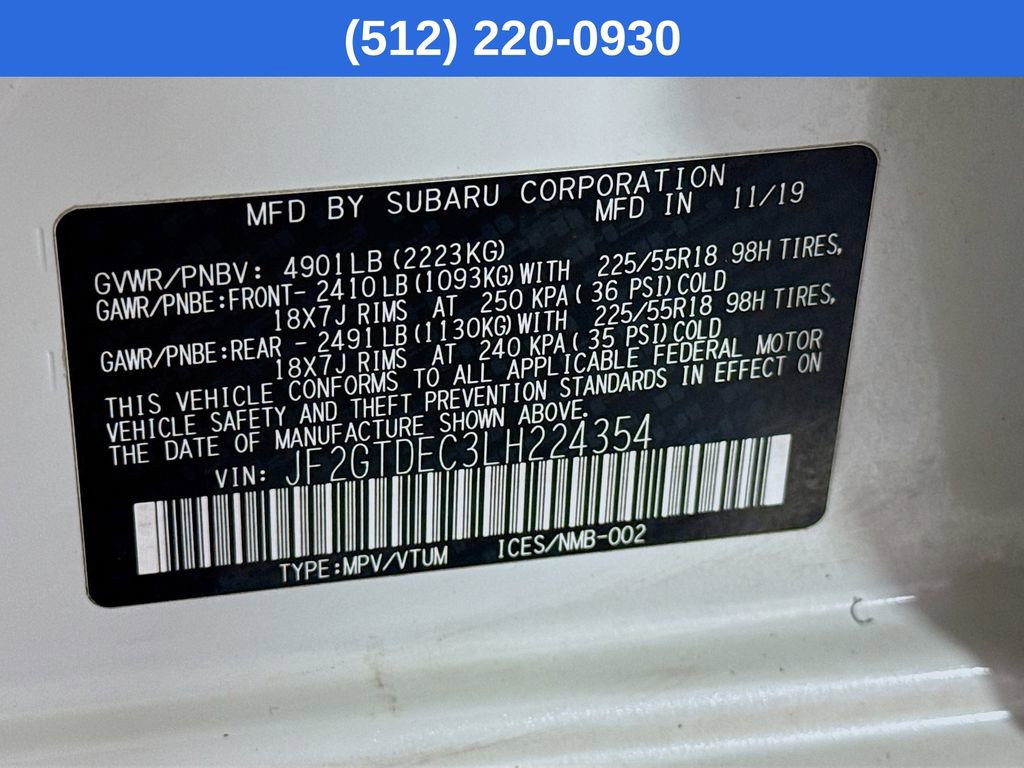 (512) 220-0930
MFD BY SUBARU CORPORATION
MFD IN 11/19
GVWR/PNBV: 4901LB (2223KG)
GAWR/PNBE:FRONT- 2410LB (1093KG)WITH 225/55R18 98H TIRES,
18X7J RIMS AT 250 KPA( 36 PSI)COLD
GAWR/PNBE:REAR - 2491LB (1130KG)WITH 225/55R18 98H TIRES,
18X7J RIMS AT 240 KPA( 35 PSI)COLD
THIS VEHICLE CONFORMS TO ALL APPLICABLE FEDERAL MOTOR
VEHICLE SAFETY AND THEFT PREVENTION STANDARDS IN EFFECT ON
THE DATE OF MANUFACTURE SHOWN ABOVE.
VIN: JF2GTDEC3LH224354
TYPE:MPV/VTUM ICES/NMB-002